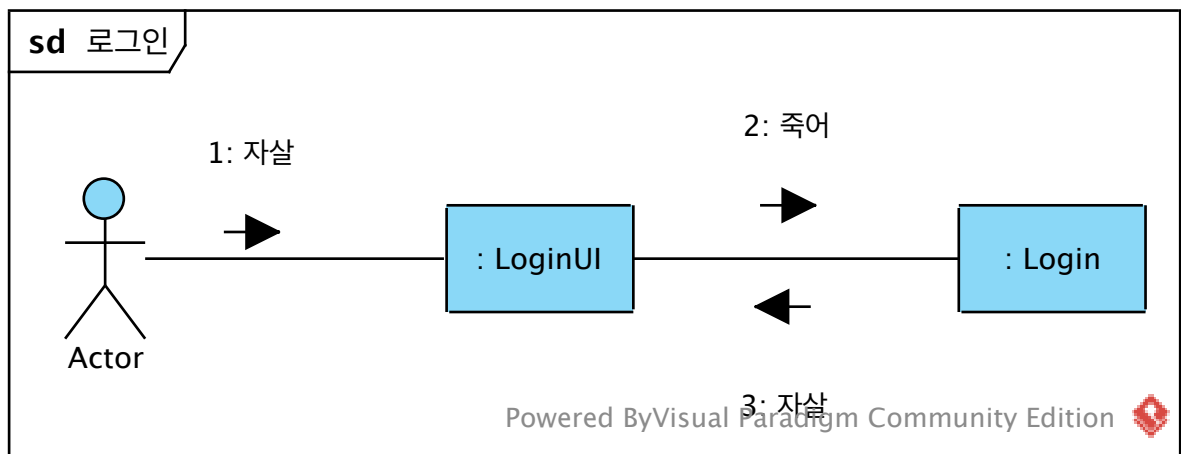 sd 로그인
1: 자살
2: 죽어
: LoginUI
: Login
Actor
3: 자살
Powered ByVisual Paradigm Community Edition